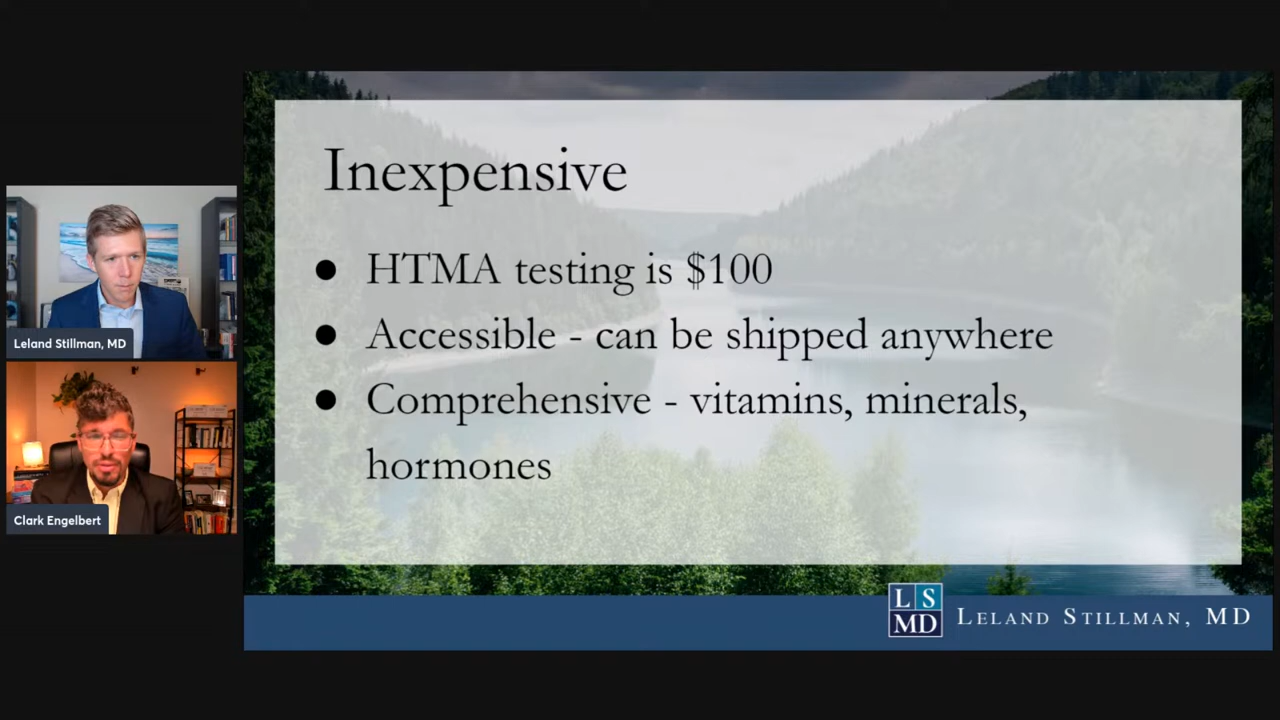 Inexpensive
● HTMA testing is $100
● Accessible - can be shipped anywhere
● Comprehensive - vitamins, minerals,
hormones
Leland Stillman, MD
Clark Engelbert
L S
MD
LELAND STILLMAN, MD